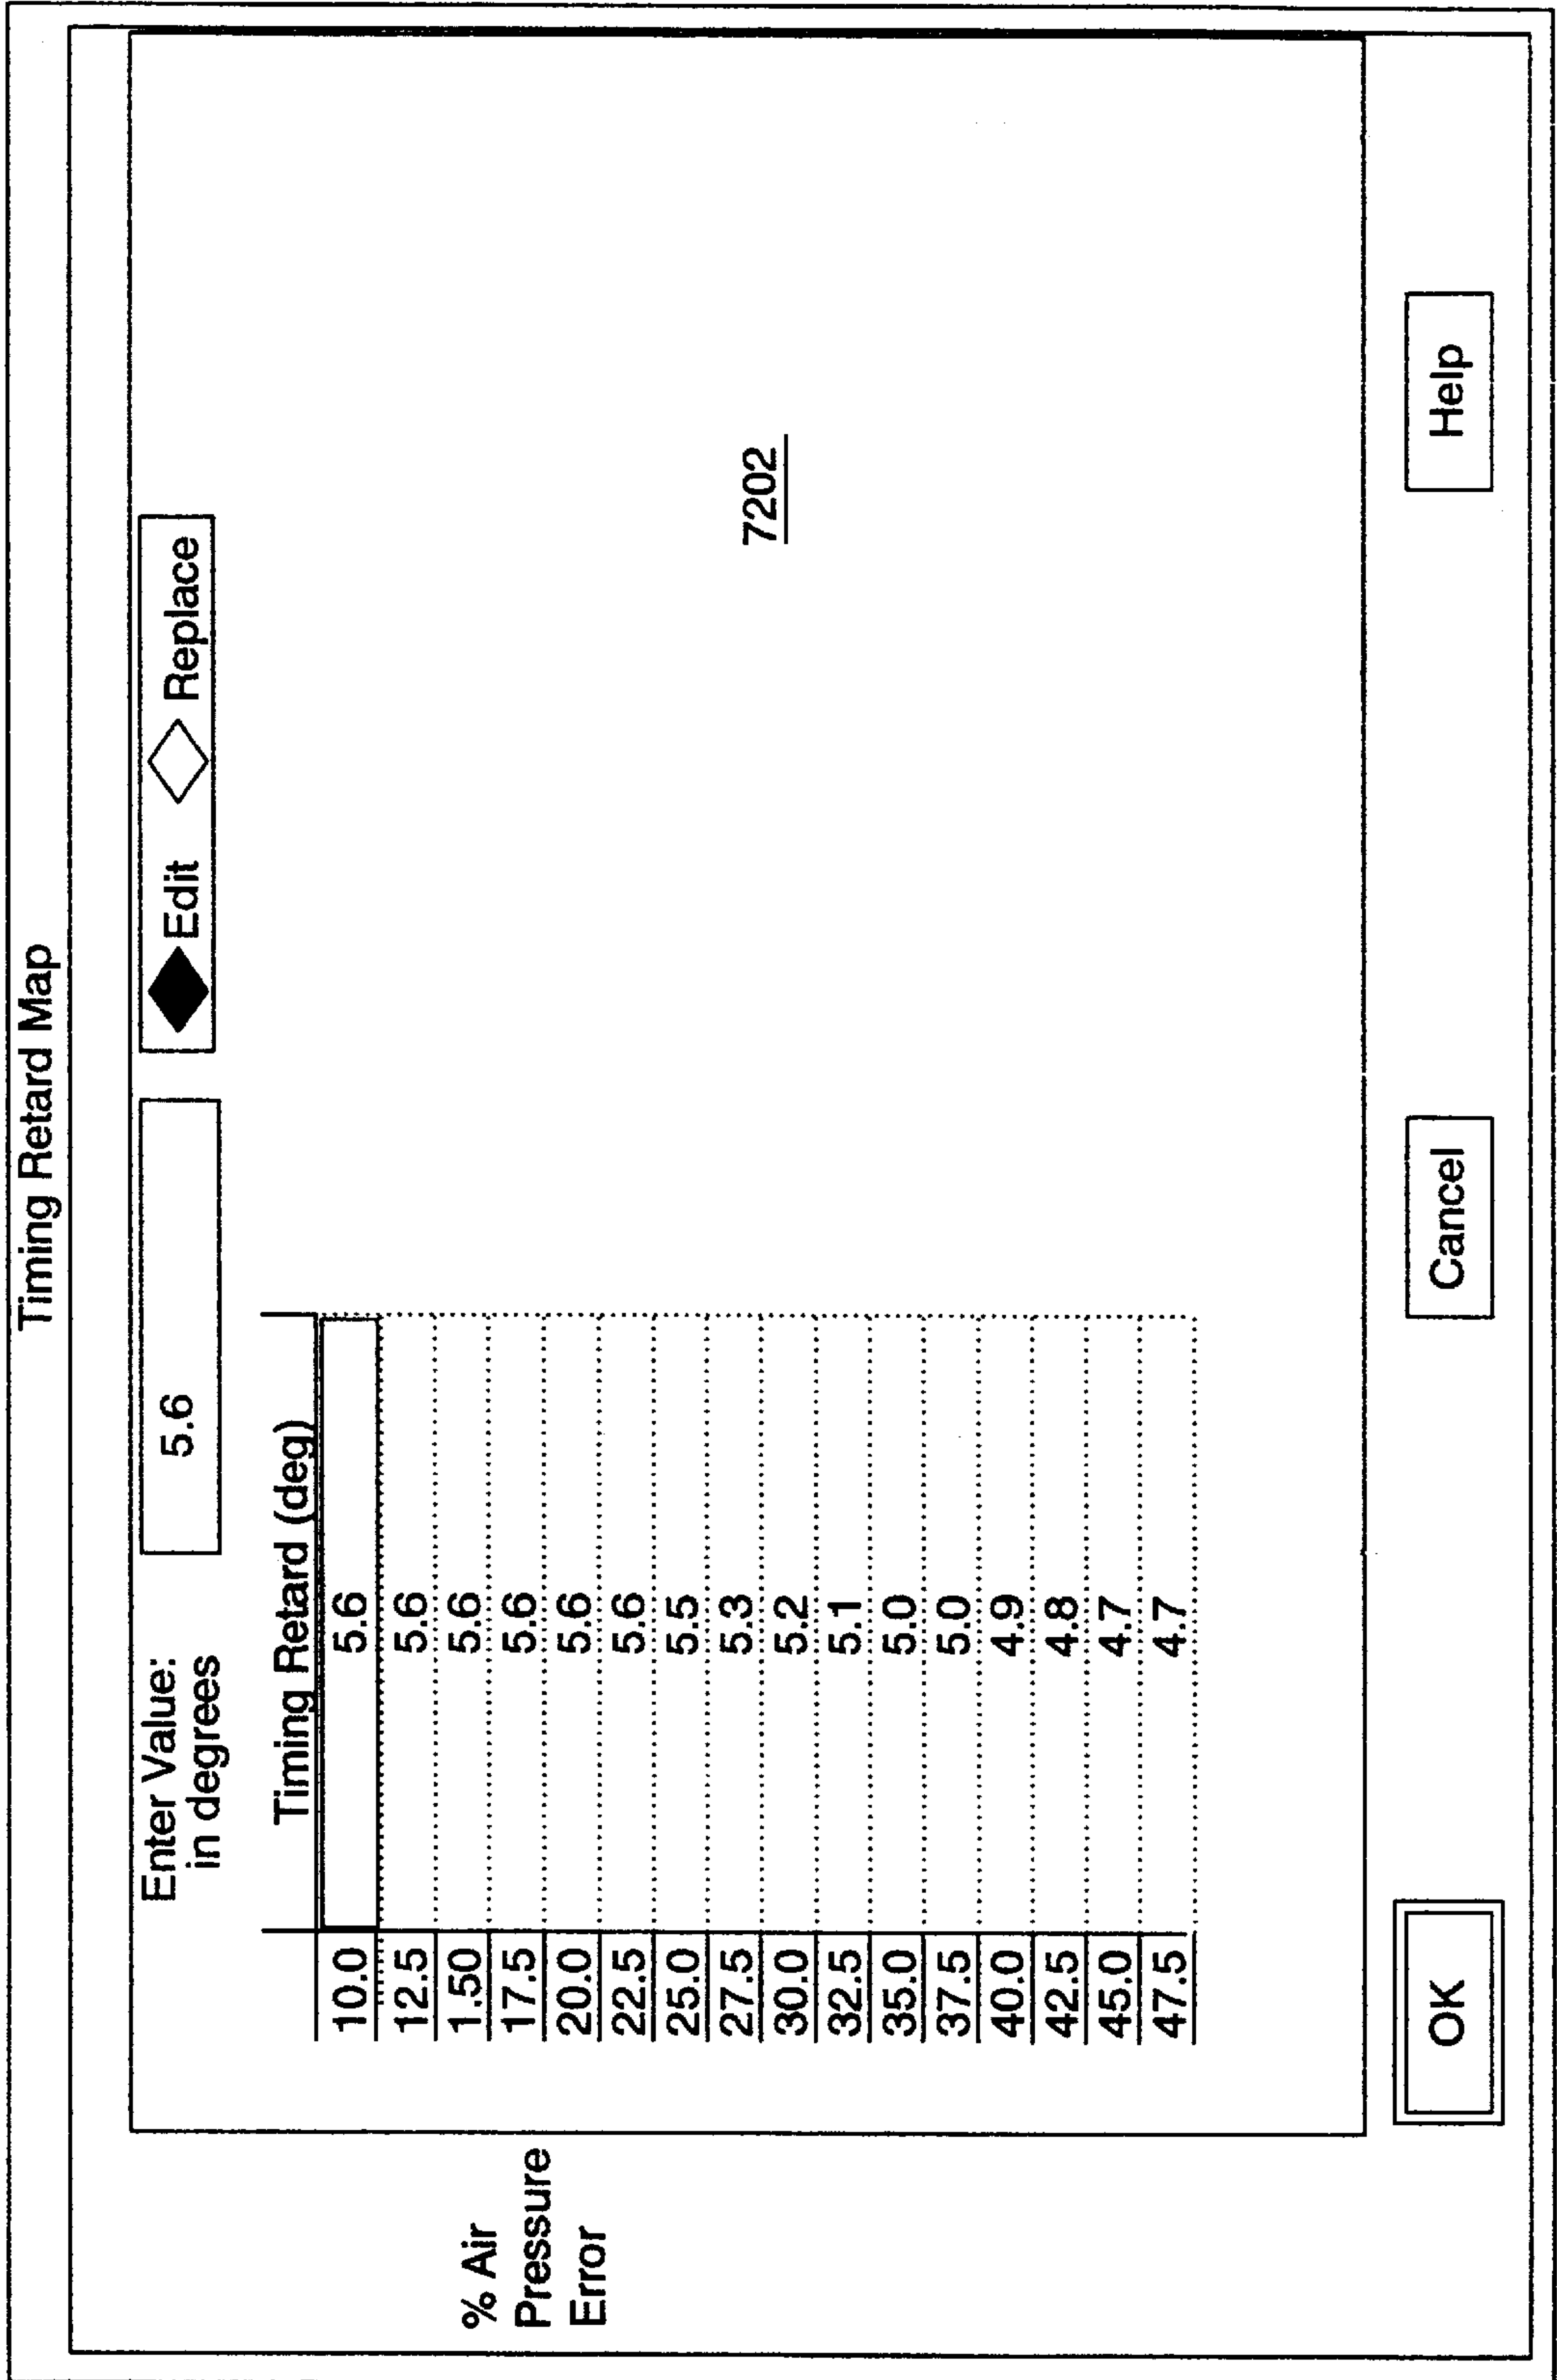 Timing Retard Map
Enter Value: 5.6 Edit Replace
in degrees
Timing Retard (deg)
% Air
Pressure
Error
10.0 5.6
12.5 5.6
1.50 5.6
17.5 5.6
20.0 5.6
22.5 5.6
25.0 5.5
27.5 5.3
30.0 5.2
32.5 5.1
35.0 5.0
37.5 5.0
40.0 4.9
42.5 4.8
45.0 4.7
47.5 4.7
7202
OK Cancel Help